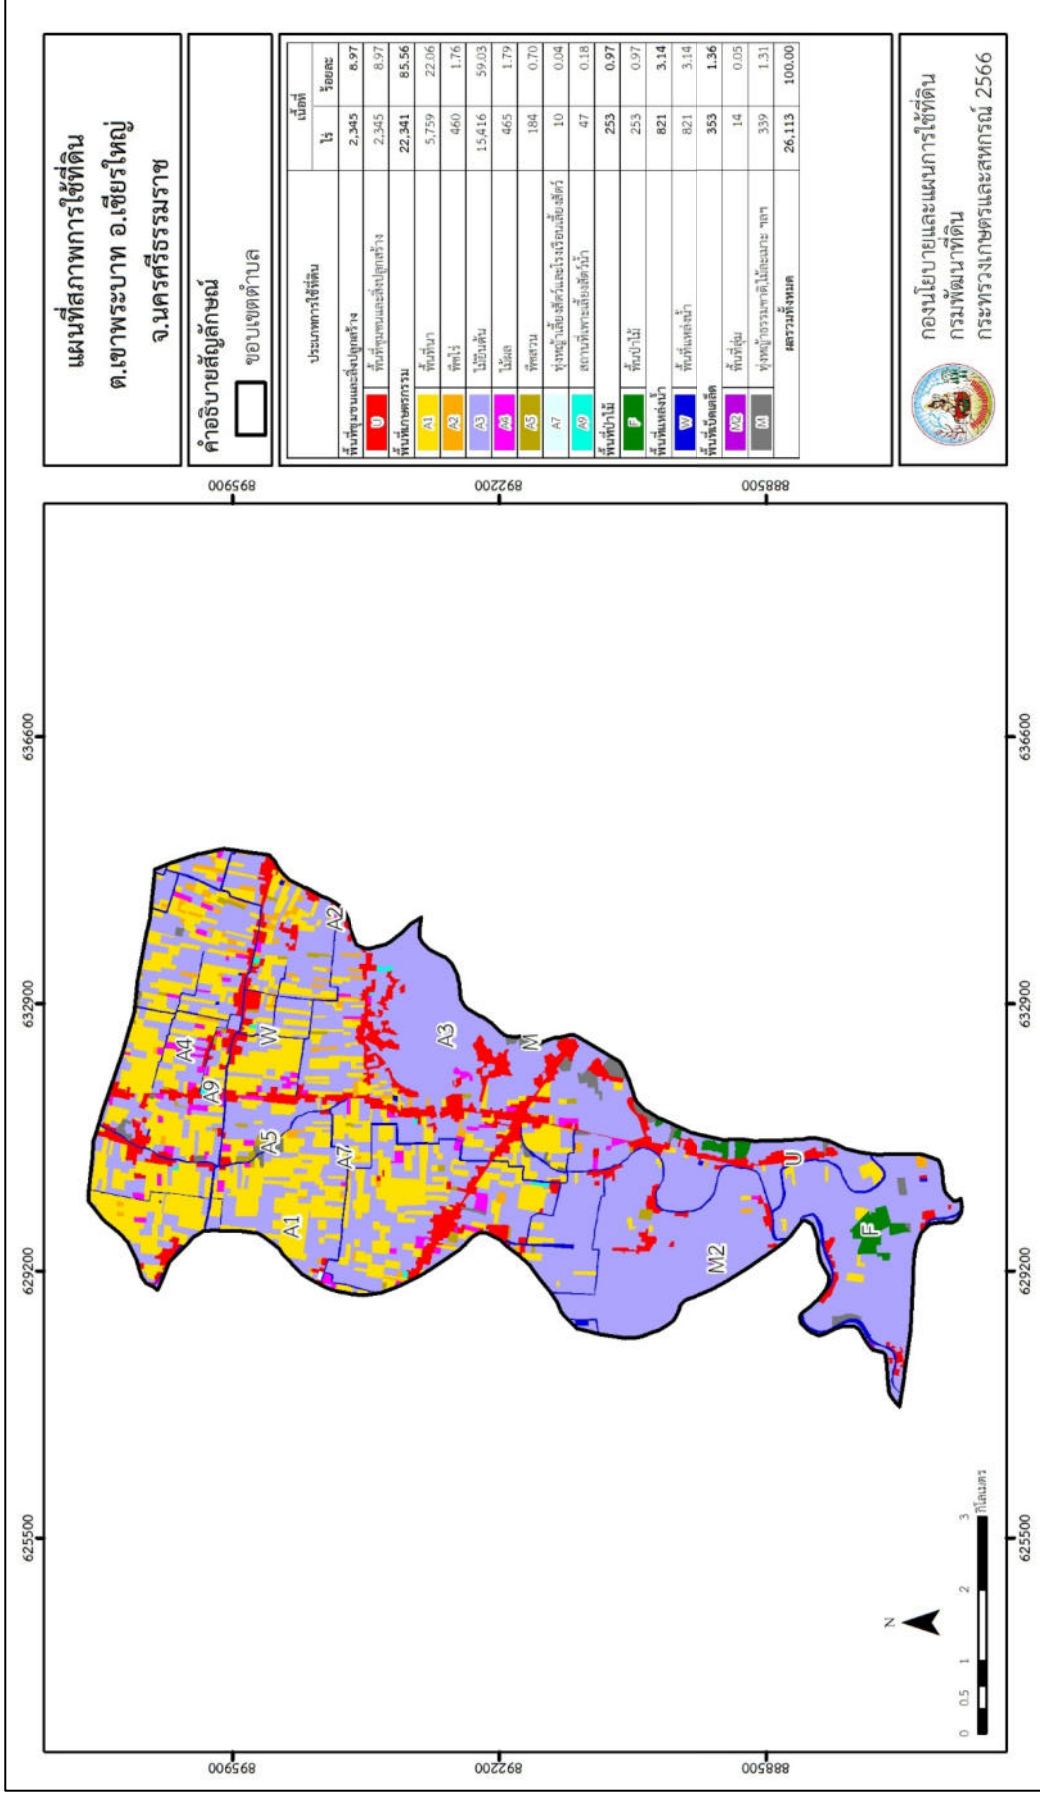 แผนที่สภาพการใช้ที่ดิน
ต.เขาพระบาท อ.เชียรใหญ่
จ.นครศรีธรรมราช
คำอธิบายสัญลักษณ์
ขอบเขตตำบล
ประเภทการใช้ที่ดิน เนื้อที่
ไร่ ร้อยละ
พื้นที่ชุมชนและสิ่งปลูกสร้าง 2,345 8.97
U พื้นที่ชุมชนและสิ่งปลูกสร้าง 2,345 8.97
พื้นที่เกษตรกรรม 22,341 85.56
A1 พื้นที่นา 5,759 22.06
A2 พืชไร่ 460 1.76
A3 ไม้ยืนต้น 15,416 59.03
A4 ไม้ผล 465 1.79
A5 พืชสวน 184 0.70
A7 ทุ่งหญ้าเลี้ยงสัตว์และโรงเรือนเลี้ยงสัตว์ 10 0.04
A9 สถานที่เพาะเลี้ยงสัตว์น้ำ 47 0.18
พื้นที่ป่าไม้ 253 0.97
F พื้นป่าไม้ 253 0.97
พื้นที่แหล่งน้ำ 821 3.14
W พื้นที่แหล่งน้ำ 821 3.14
พื้นที่เบ็ดเตล็ด 353 1.36
M2 พื้นที่ลุ่ม 14 0.05
M ทุ่งหญ้าธรรมชาติ,ไม้ละเมาะ ฯลฯ 339 1.31
ผลรวมทั้งหมด 26,113 100.00
กองนโยบายและแผนการใช้ที่ดิน
กรมพัฒนาที่ดิน
กระทรวงเกษตรและสหกรณ์ 2566
625500 629200 632900 636600
895900 895900
892200 892200
888500 888500
A4
A9
W
A5
A2
A1
A7
A3
M
M2
U
F
N
0 0.5 1 2 3
กิโลเมตร
625500 629200 632900 636600